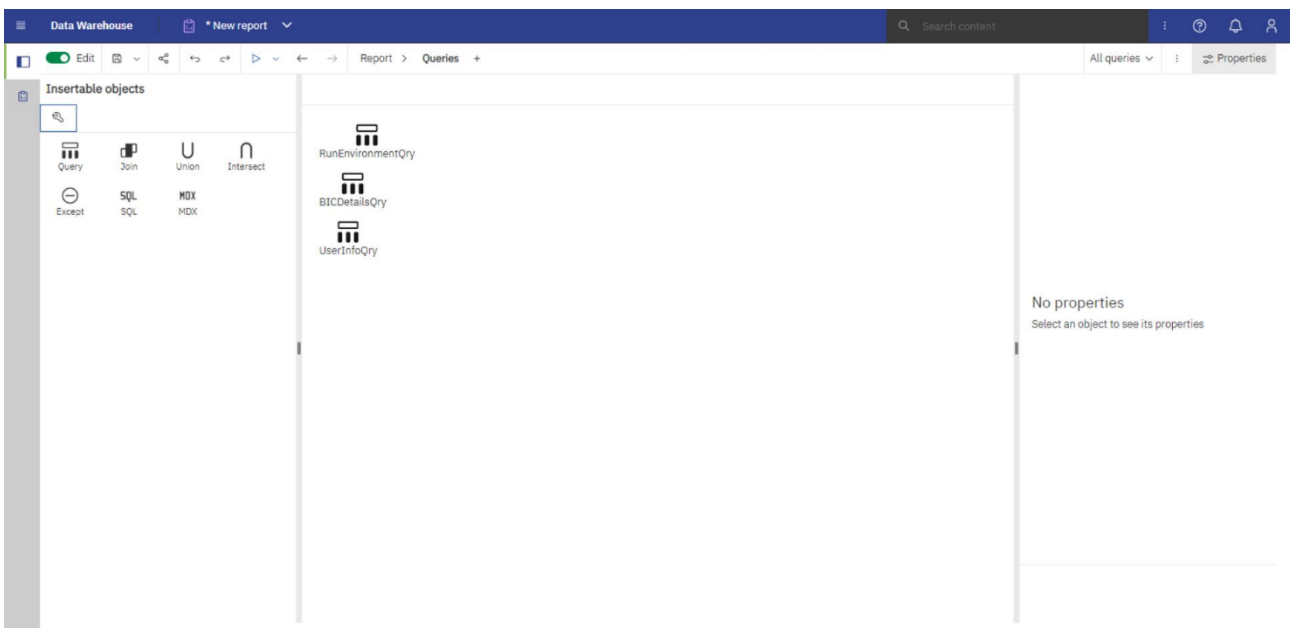 Data Warehouse
* New report
Search content
Edit
Report > Queries +
All queries
Properties
Insertable objects
Query
Join
Union
Intersect
Except
SQL
SQL
MDX
MDX
RunEnvironmentQry
BICDetailsQry
UserInfoQry
No properties
Select an object to see its properties